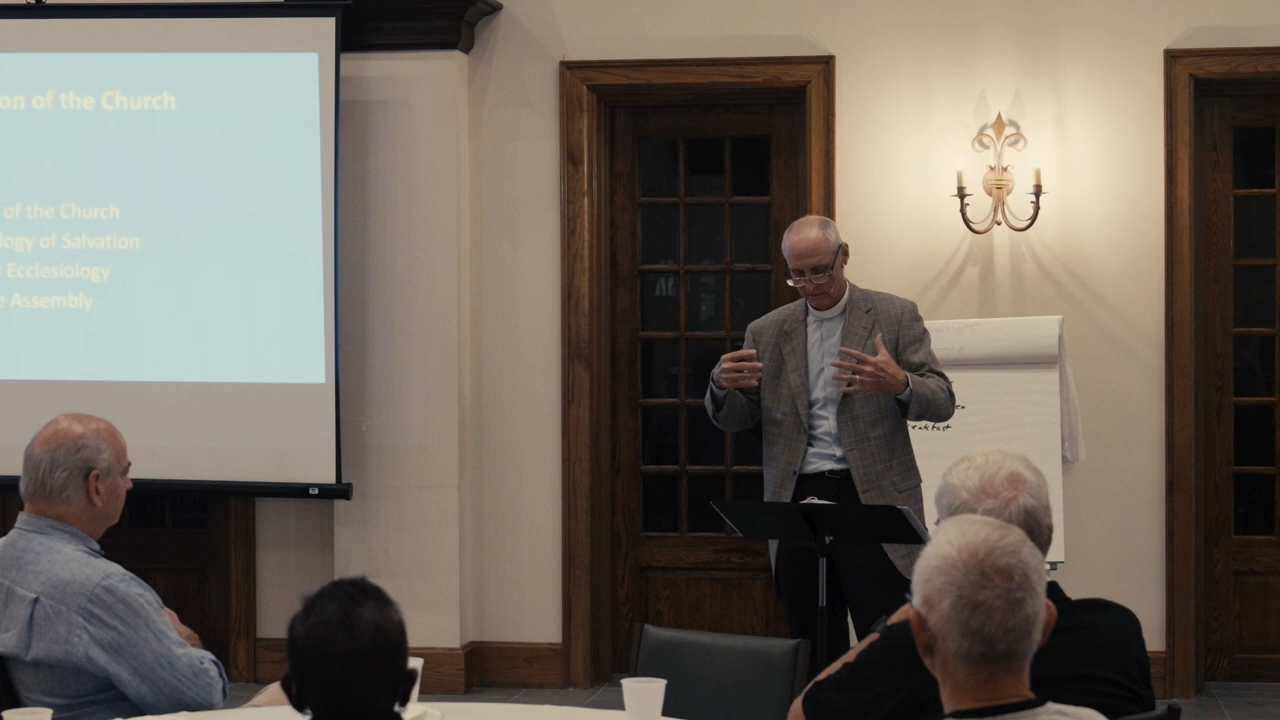 on of the Church
of the Church
logy of Salvation
Ecclesiology
e Assembly